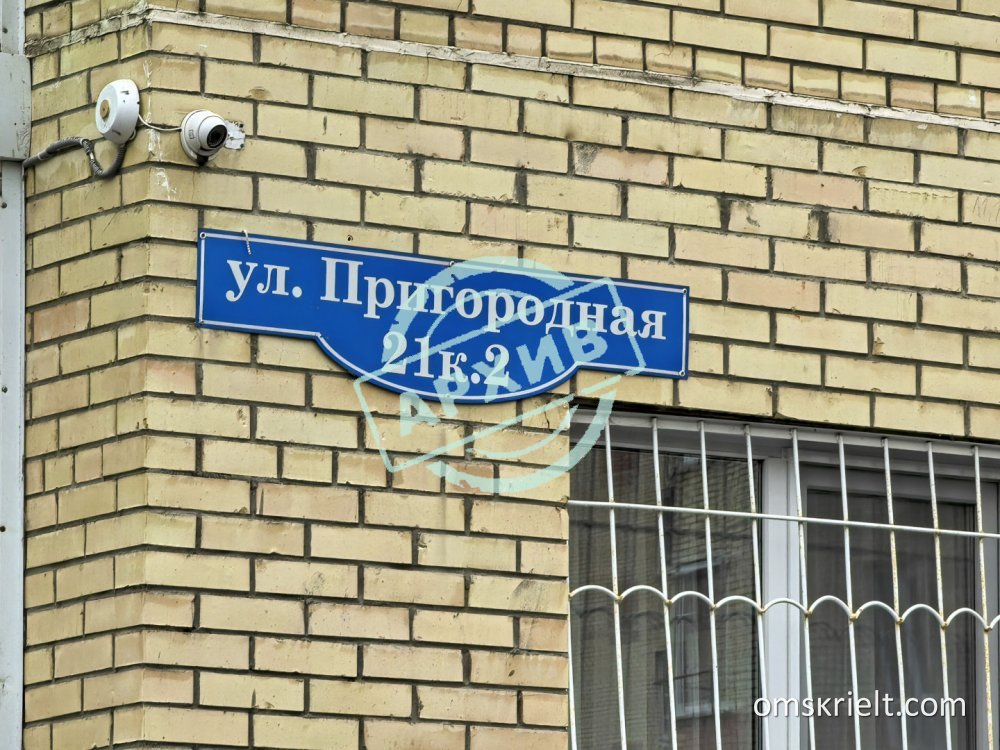 ул. Пригородная
21к.2
АРХИВ
omskrielt.com